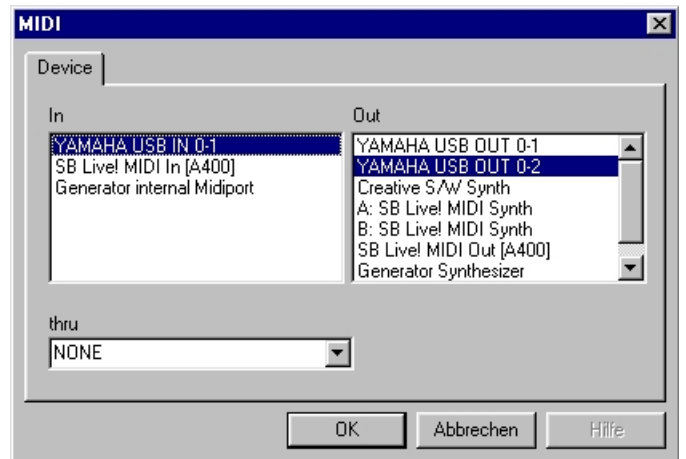 MIDI
Device
In
YAMAHA USB IN 0-1
SB Live! MIDI In [A400]
Generator internal Midiport
Out
YAMAHA USB OUT 0-1
YAMAHA USB OUT 0-2
Creative S/W Synth
A: SB Live! MIDI Synth
B: SB Live! MIDI Synth
SB Live! MIDI Out [A400]
Generator Synthesizer
thru
NONE
OK
Abbrechen
Hilfe